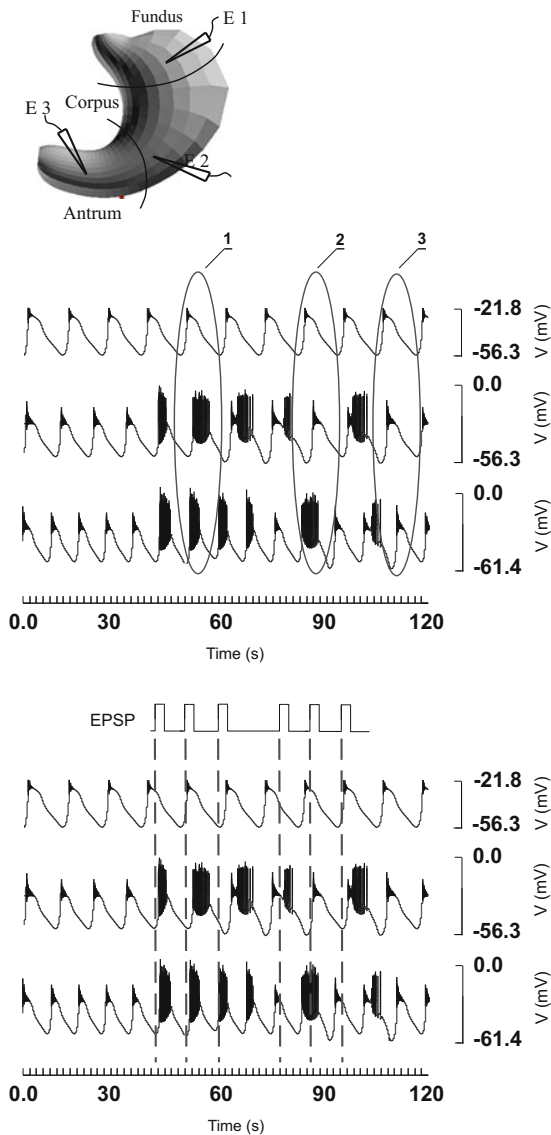 Fundus
E 1
Corpus
E 3
E 2
Antrum
1 2 3
-21.8
-56.3
V (mV)
0.0
-56.3
V (mV)
0.0
-61.4
V (mV)
0.0 30 60 90 120
Time (s)
EPSP
-21.8
-56.3
V (mV)
0.0
-56.3
V (mV)
0.0
-61.4
V (mV)
0.0 30 60 90 120
Time (s)